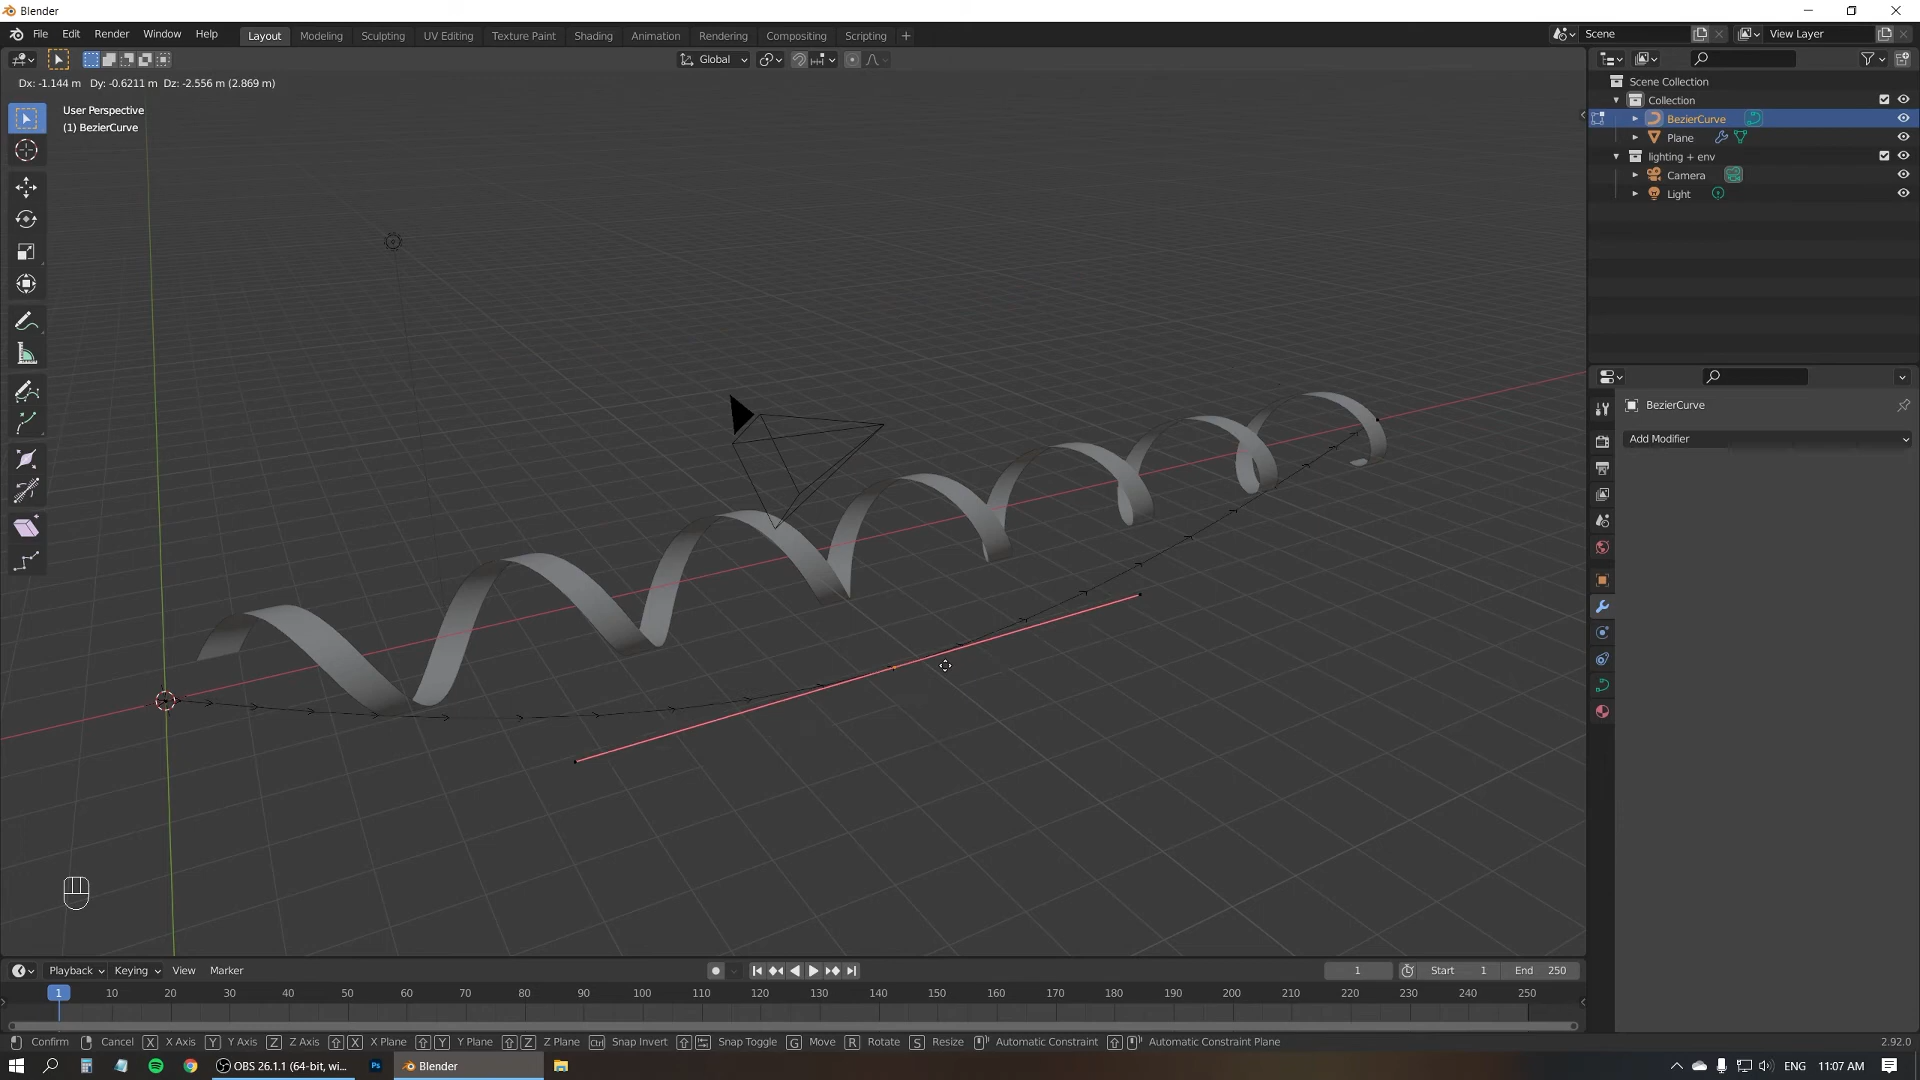 Blender
File Edit Render Window Help Layout Modeling Sculpting UV Editing Texture Paint Shading Animation Rendering Compositing Scripting + Scene View Layer
Global
Dx: -1.144 m Dy: -0.6211 m Dz: -2.556 m (2.869 m)
User Perspective
(1) BezierCurve
Scene Collection
Collection
BezierCurve
Plane
lighting + env
Camera
Light
BezierCurve
Add Modifier
Playback Keying View Marker 1 Start 1 End 250
1 10 20 30 40 50 60 70 80 90 100 110 120 130 140 150 160 170 180 190 200 210 220 230 240 250
Confirm Cancel X X Axis Y Y Axis Z Z Axis X X Plane Y Y Plane Z Z Plane Ctrl Snap Invert Snap Toggle G Move R Rotate S Resize Automatic Constraint Automatic Constraint Plane 2.92.0
OBS 26.1.1 (64-bit, wi... Ps Blender ENG 11:07 AM